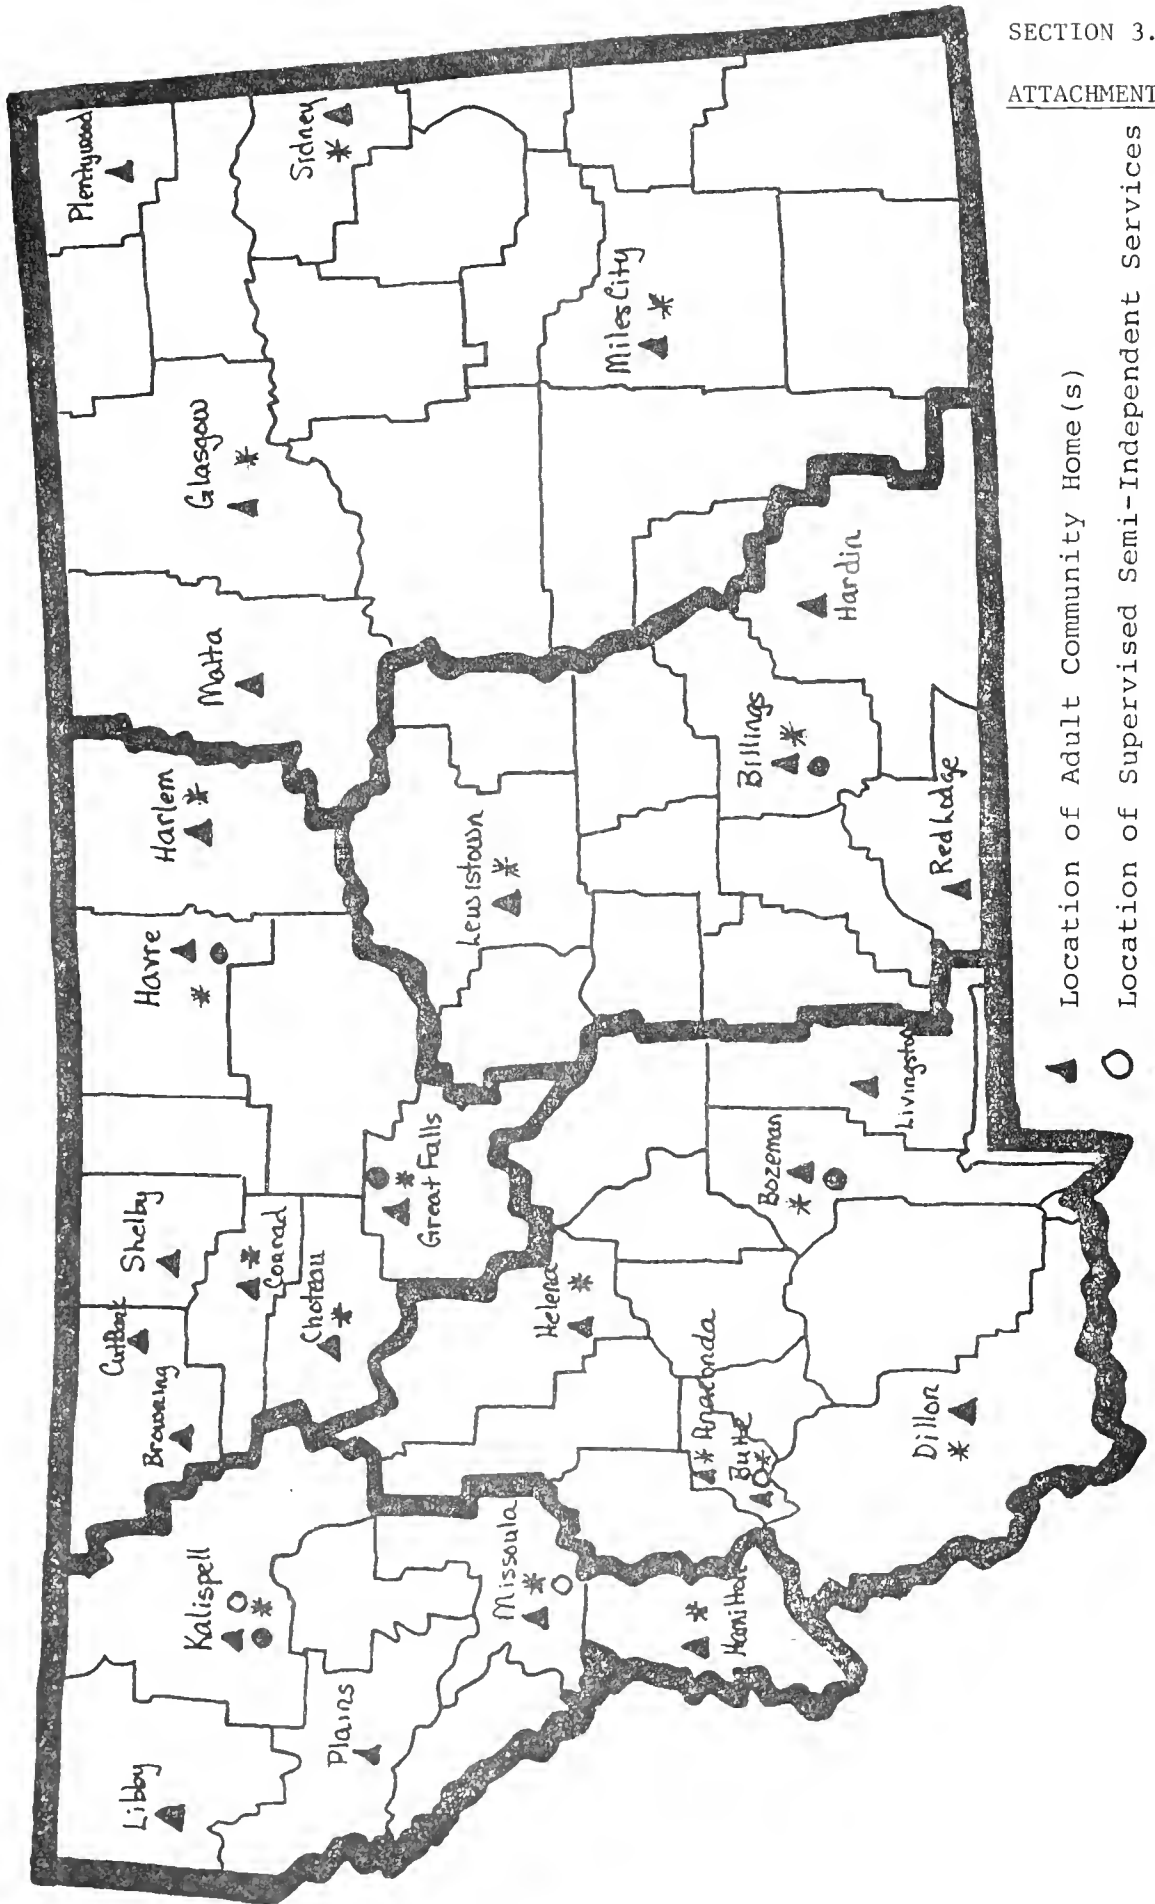 SECTION 3.
ATTACHMENT
Plentywood
Sidney
Glasgow
Miles City
Malta
Harlem
Havre
Lewistown
Hardin
Billings
Red Lodge
Shelby
Cut Bank
Browning
Conrad
Choteau
Great Falls
Helena
Bozeman
Livingston
Anaconda
Butte
Dillon
Kalispell
Libby
Plains
Missoula
Hamilton
Location of Adult Community Home(s)
Location of Supervised Semi-Independent Services